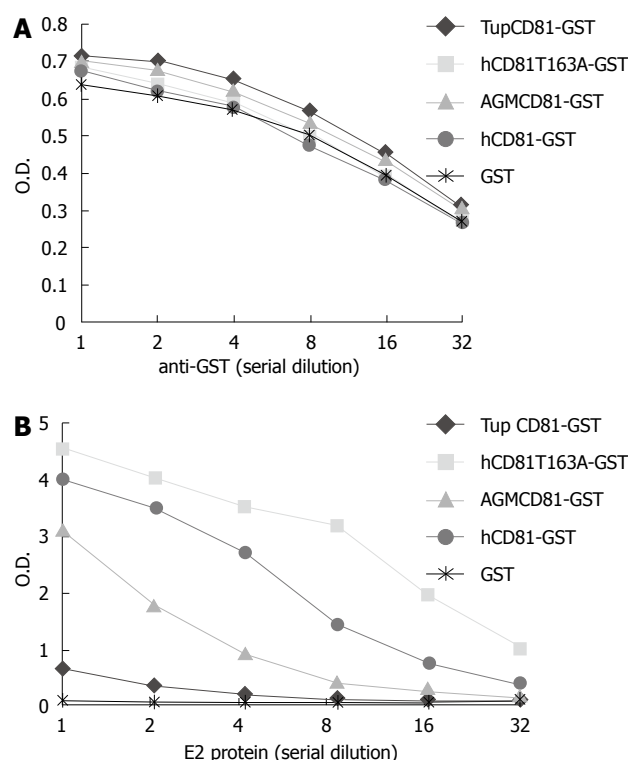 A
0.8
0.7
0.6
0.5
0.4
0.3
0.2
0.1
0
O.D.
1 2 4 8 16 32
anti-GST (serial dilution)
TupCD81-GST
hCD81T163A-GST
AGMCD81-GST
hCD81-GST
GST
B
5
4
3
2
1
0
O.D.
1 2 4 8 16 32
E2 protein (serial dilution)
Tup CD81-GST
hCD81T163A-GST
AGMCD81-GST
hCD81-GST
GST